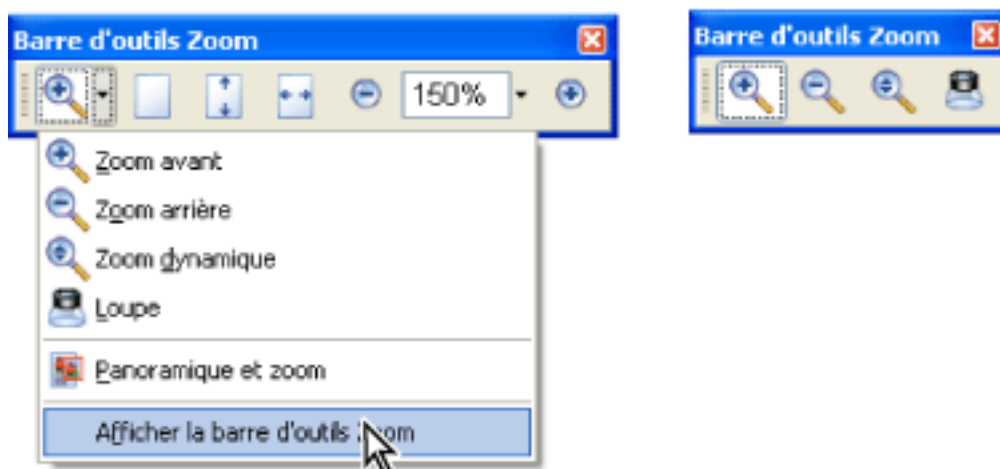 Barre d'outils Zoom
150%
Zoom avant
Zoom arrière
Zoom dynamique
Loupe
Panoramique et zoom
Afficher la barre d'outils Zoom
Barre d'outils Zoom